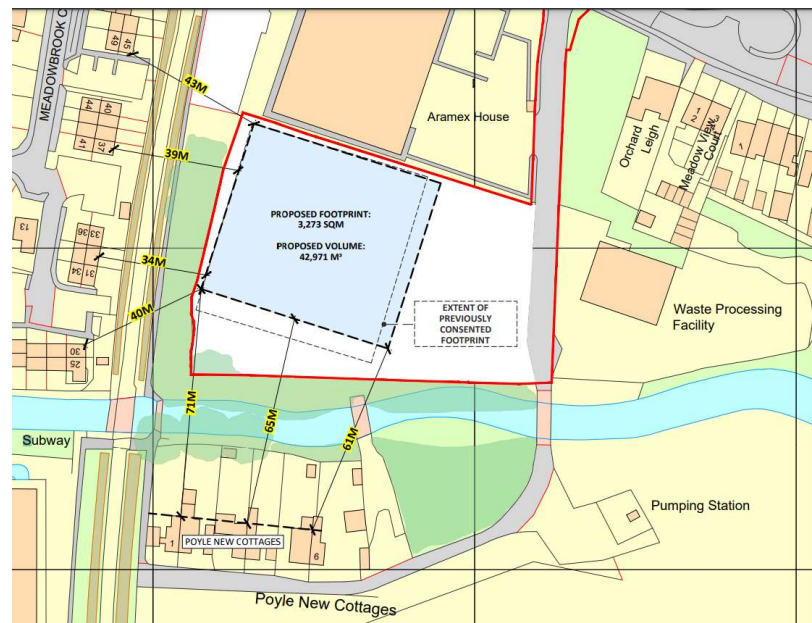 MEADOWBROOK C
49
45
43M
44
40
41
37
39M
13
36
33
34
31
34M
40M
30
25
Aramex House
PROPOSED FOOTPRINT:
3,273 SQM
PROPOSED VOLUME:
42,971 M³
EXTENT OF
PREVIOUSLY
CONSENTED
FOOTPRINT
Orchard
Leigh
1
2
3
Meadow View
Court
1
Waste Processing
Facility
71M
65M
61M
Subway
1
POYLE NEW COTTAGES
6
Pumping Station
Poyle New Cottages